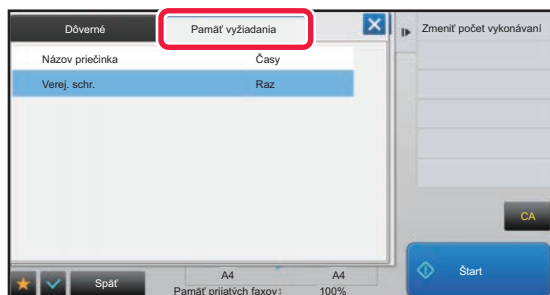 Dôverné
Pamäť vyžiadania
Zmeniť počet vykonávaní
Názov priečinka Časy
Verej. schr. Raz
CA
Štart
Späť
A4 A4
Pamäť prijatých faxov: 100%